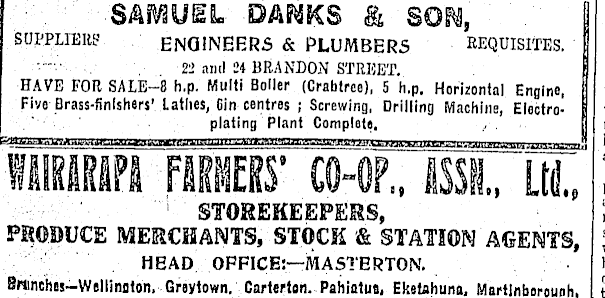 SAMUEL DANKS & SON,
SUPPLIERS ENGINEERS & PLUMBERS REQUISITES.
22 and 24 BRANDON STREET.
HAVE FOR SALE—8 h.p. Multi Boiler (Crabtree), 5 h.p. Horizontal Engine,
Five Brass-finishers' Lathes, 6in centres ; Screwing, Drilling Machine, Electro-
plating Plant Complete.
WAIRARAPA FARMERS' CO-OP., ASSN., Ltd.,
STOREKEEPERS,
PRODUCE MERCHANTS, STOCK & STATION AGENTS,
HEAD OFFICE:—MASTERTON.
Branches—Wellington, Greytown, Carterton, Pahiatua, Eketahuna, Martinborough,